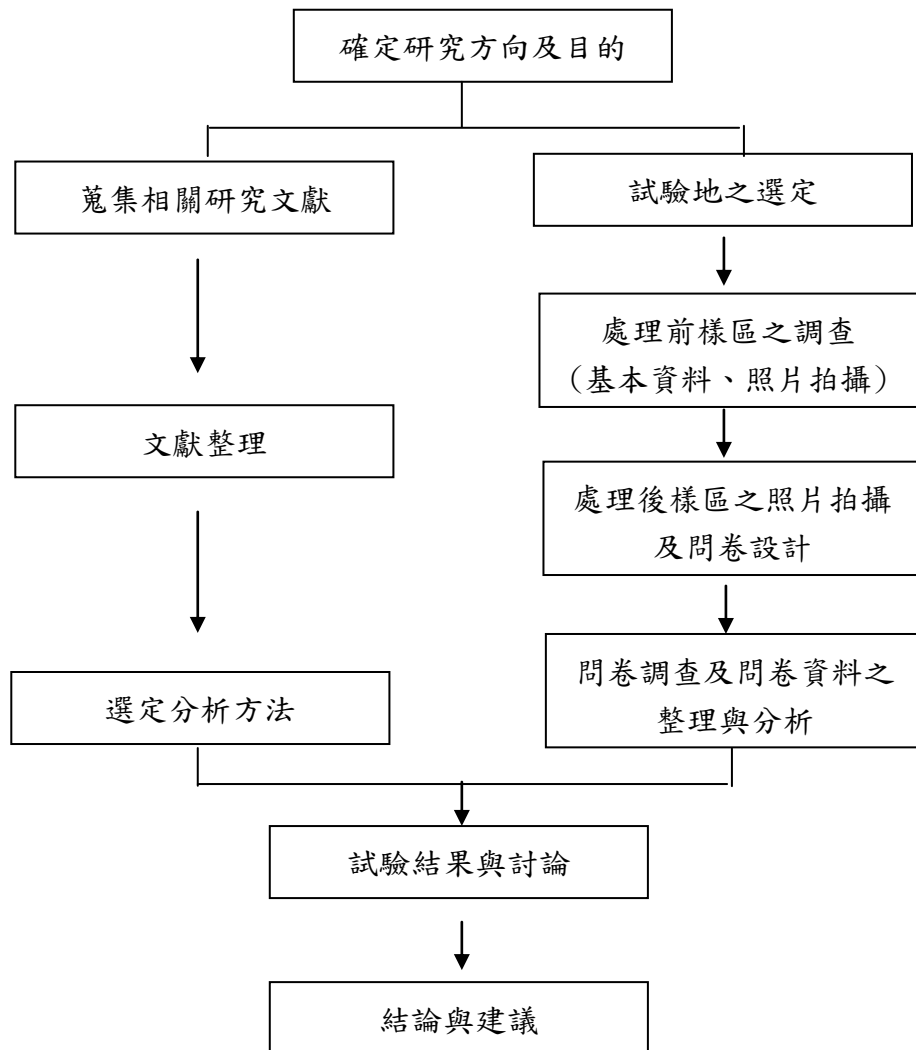 確定研究方向及目的
蒐集相關研究文獻
試驗地之選定
處理前樣區之調查
（基本資料、照片拍攝）
文獻整理
處理後樣區之照片拍攝
及問卷設計
選定分析方法
問卷調查及問卷資料之
整理與分析
試驗結果與討論
結論與建議